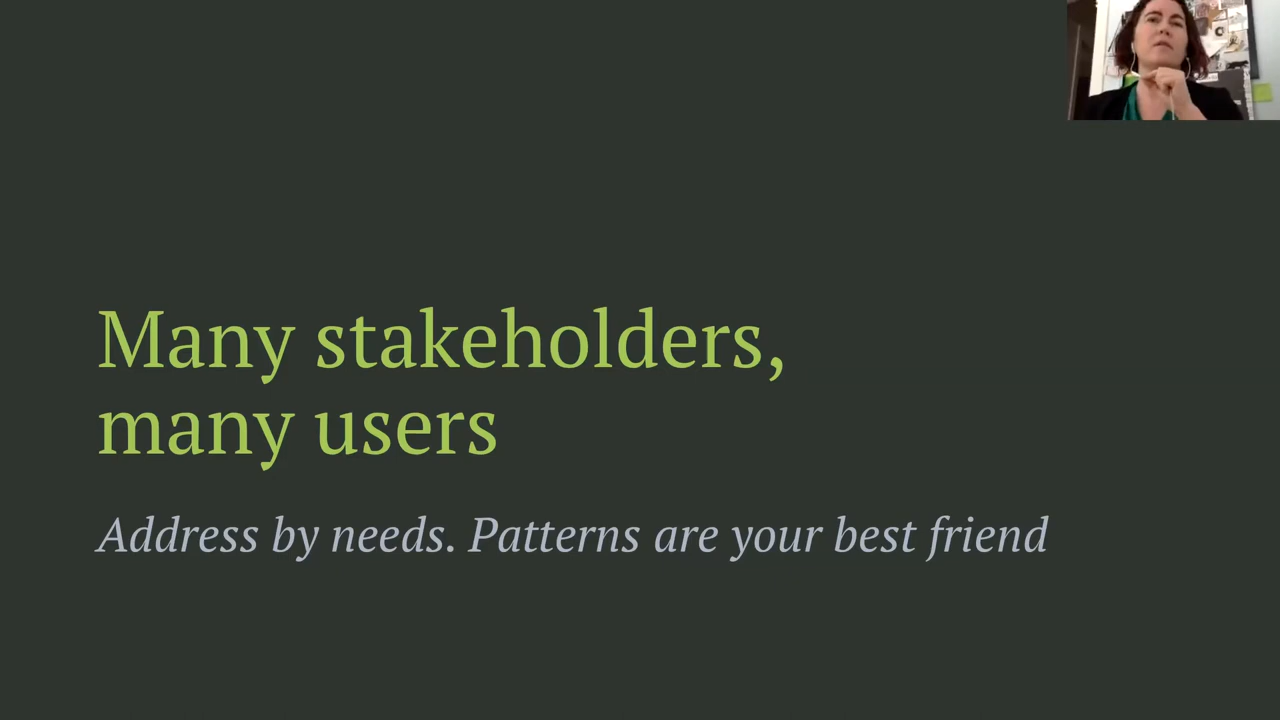 Many stakeholders,
many users
Address by needs. Patterns are your best friend